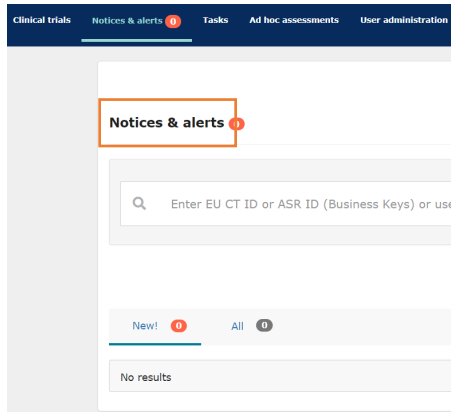 Clinical trials Notices & alerts 0 Tasks Ad hoc assessments User administration
Notices & alerts 0
Enter EU CT ID or ASR ID (Business Keys) or use
New! 0 All 0
No results